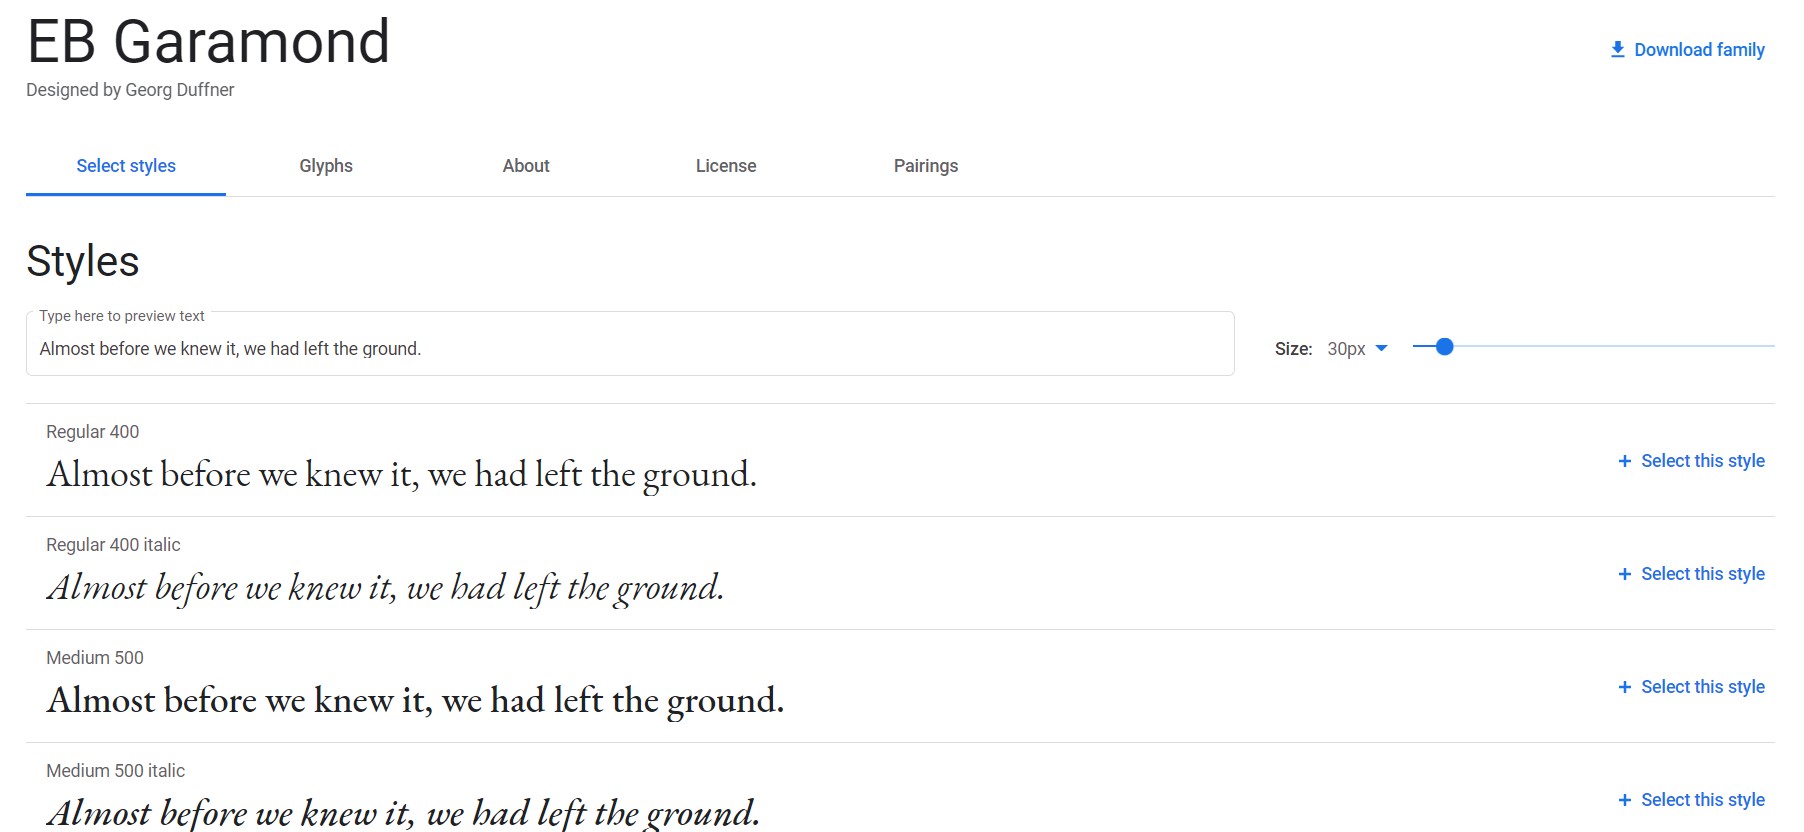 EB Garamond
Download family
Designed by Georg Duffner
Select styles
Glyphs
About
License
Pairings
Styles
Type here to preview text
Almost before we knew it, we had left the ground.
Size: 30px
Regular 400
Almost before we knew it, we had left the ground.
+ Select this style
Regular 400 italic
Almost before we knew it, we had left the ground.
+ Select this style
Medium 500
Almost before we knew it, we had left the ground.
+ Select this style
Medium 500 italic
Almost before we knew it, we had left the ground.
+ Select this style